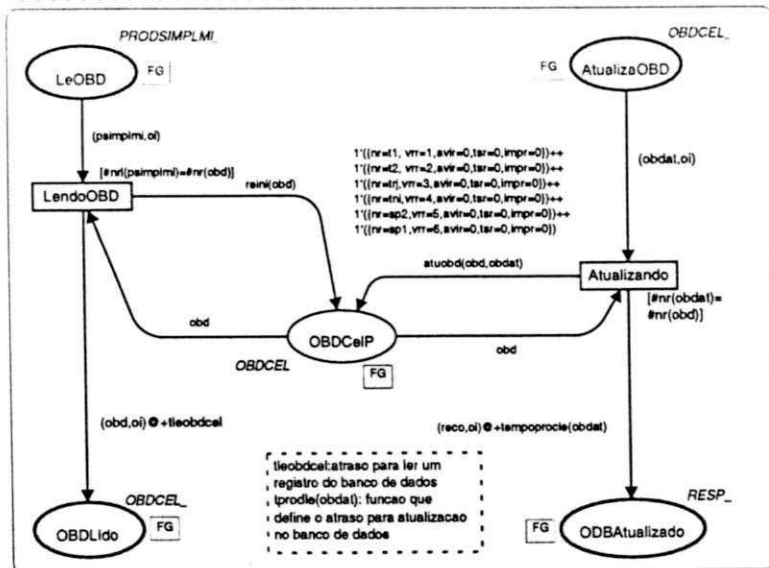 PRODSIMPLMI_
LeOBD
FG
OBDCEL_
FG
AtualizaOBD
(psimplmi,oi)
[#nri(psimplmi)=#nr(obd)]
LendoOBD
reini(obd)
1`({nr=t1, vrr=1,avir=0,tsr=0,impr=0})++
1`({nr=t2, vrr=2,avir=0,tsr=0,impr=0})++
1`({nr=trj,vrr=3,avir=0,tsr=0,impr=0})++
1`({nr=tni,vrr=4,avir=0,tsr=0,impr=0})++
1`({nr=sp2,vrr=5,avir=0,tsr=0,impr=0})++
1`({nr=sp1,vrr=6,avir=0,tsr=0,impr=0})
(obdat,oi)
atuobd(obd,obdat)
Atualizando
[#nr(obdat)=
#nr(obd)]
obd
OBDCelP
obd
OBDCEL
FG
(obd,oi)@+tleobdcel
(reco,oi)@+tempoprocle(obdat)
tleobdcel:atraso para ler um
registro do banco de dados
tprodle(obdat): funcao que
define o atraso para atualizacao
no banco de dados
OBDCEL_
OBDLido
FG
RESP_
FG
ODBAtualizado